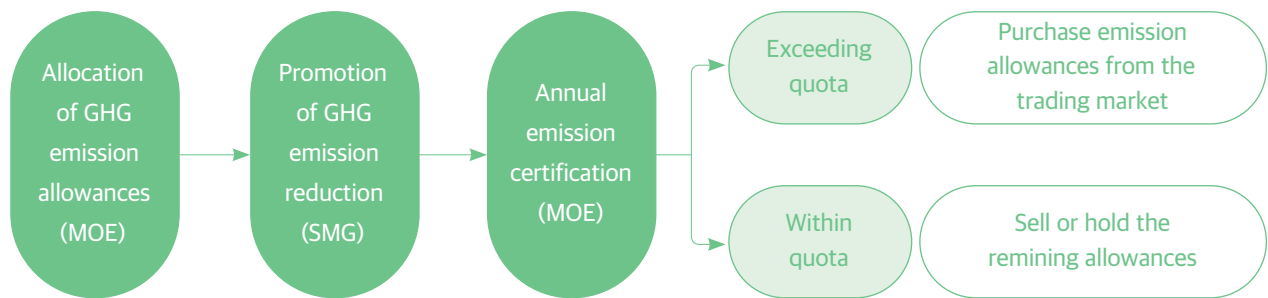 Allocation
of GHG
emission
allowances
(MOE)
Promotion
of GHG
emission
reduction
(SMG)
Annual
emission
certification
(MOE)
Exceeding
quota
Purchase emission
allowances from the
trading market
Within
quota
Sell or hold the
remining allowances